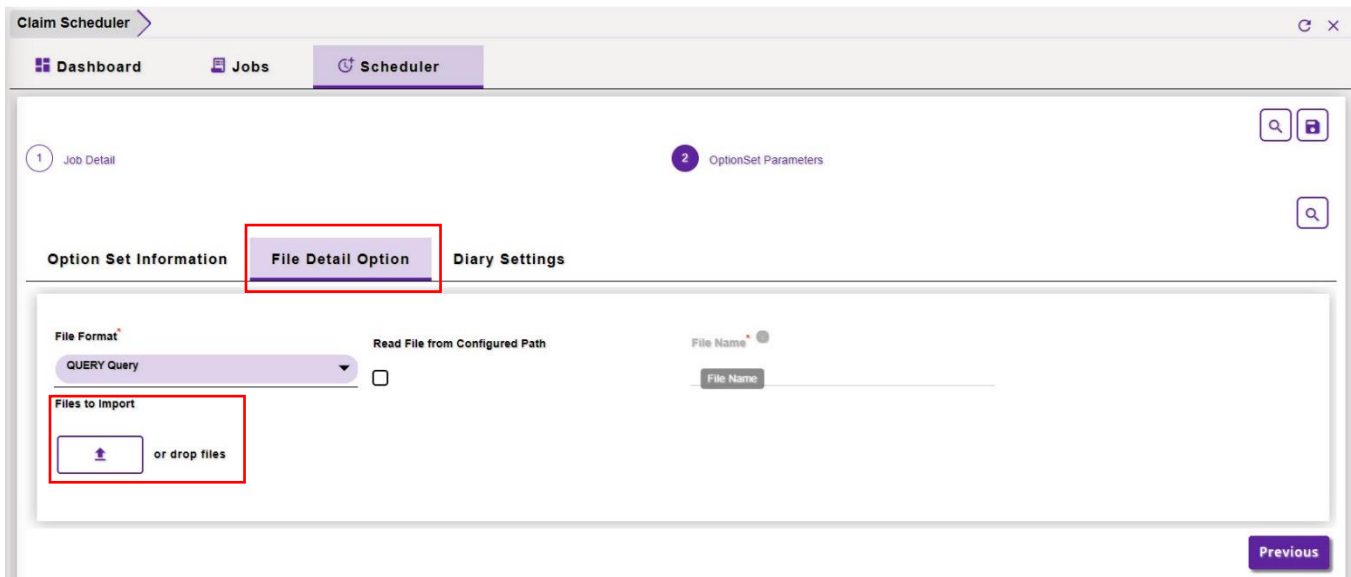 Claim Scheduler
Dashboard Jobs Scheduler
1 Job Detail 2 OptionSet Parameters
Option Set Information File Detail Option Diary Settings
File Format* Read File from Configured Path File Name*
QUERY Query File Name
Files to Import
or drop files
Previous